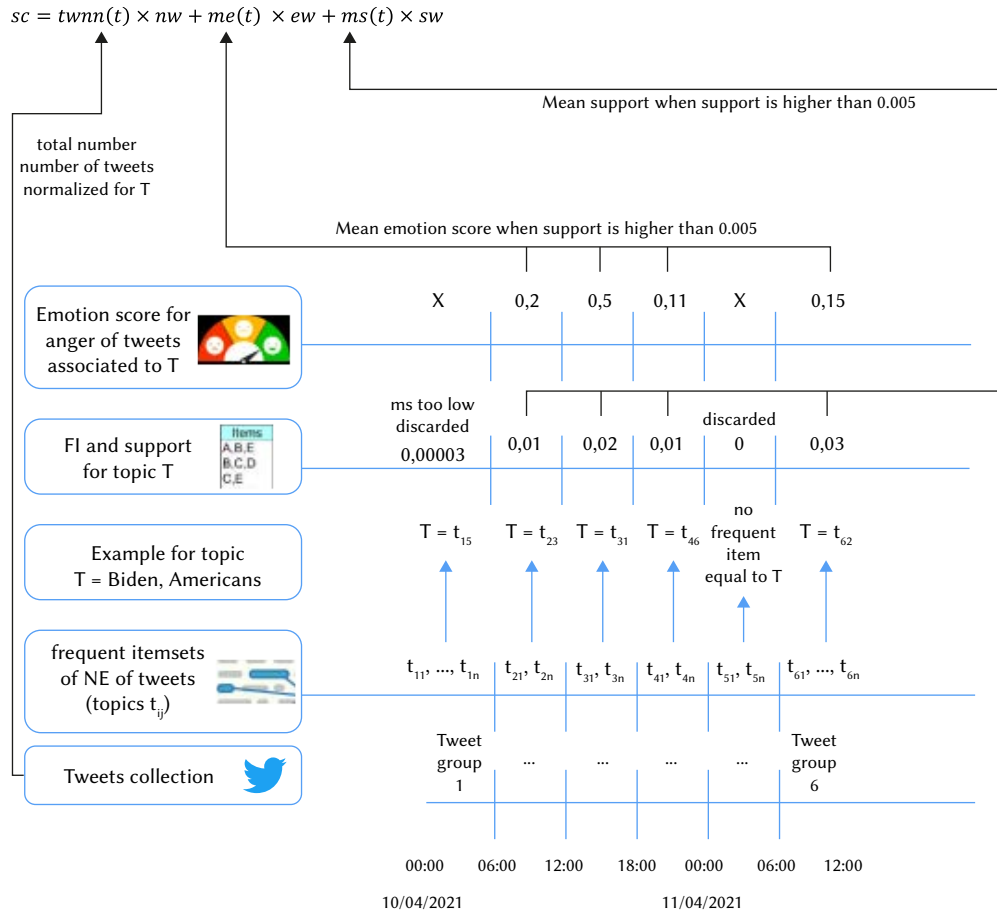 sc = twnn(t) × nw + me(t) × ew + ms(t) × sw
Mean support when support is higher than 0.005
total number
number of tweets
normalized for T
Mean emotion score when support is higher than 0.005
Emotion score for
anger of tweets
associated to T
X 0,2 0,5 0,11 X 0,15
ms too low
discarded
discarded
FI and support
for topic T
Items
A,B,E
B,C,D
C,E
0,00003 0,01 0,02 0,01 0 0,03
Example for topic
T = Biden, Americans
T = t15 T = t23 T = t31 T = t46
no
frequent
item
equal to T
T = t62
frequent itemsets
of NE of tweets
(topics tij)
t11, ..., t1n t21, t2n t31, t3n t41, t4n t51, t5n t61, ..., t6n
Tweets collection
Tweet
group
1
... ... ... ...
Tweet
group
6
00:00 06:00 12:00 18:00 00:00 06:00 12:00
10/04/2021 11/04/2021